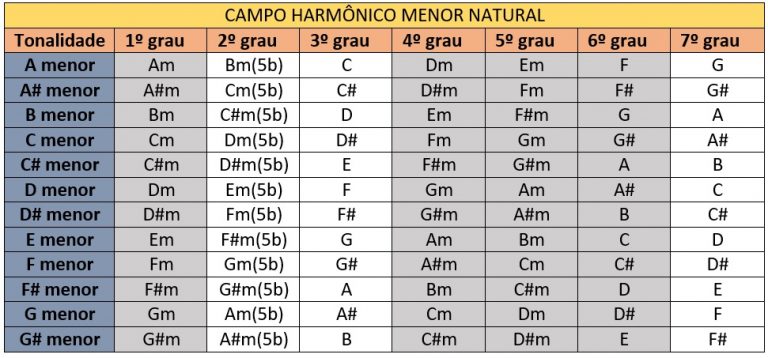 CAMPO HARMÔNICO MENOR NATURAL
Tonalidade 1º grau 2º grau 3º grau 4º grau 5º grau 6º grau 7º grau
A menor Am Bm(5b) C Dm Em F G
A# menor A#m Cm(5b) C# D#m Fm F# G#
B menor Bm C#m(5b) D Em F#m G A
C menor Cm Dm(5b) D# Fm Gm G# A#
C# menor C#m D#m(5b) E F#m G#m A B
D menor Dm Em(5b) F Gm Am A# C
D# menor D#m Fm(5b) F# G#m A#m B C#
E menor Em F#m(5b) G Am Bm C D
F menor Fm Gm(5b) G# A#m Cm C# D#
F# menor F#m G#m(5b) A Bm C#m D E
G menor Gm Am(5b) A# Cm Dm D# F
G# menor G#m A#m(5b) B C#m D#m E F#